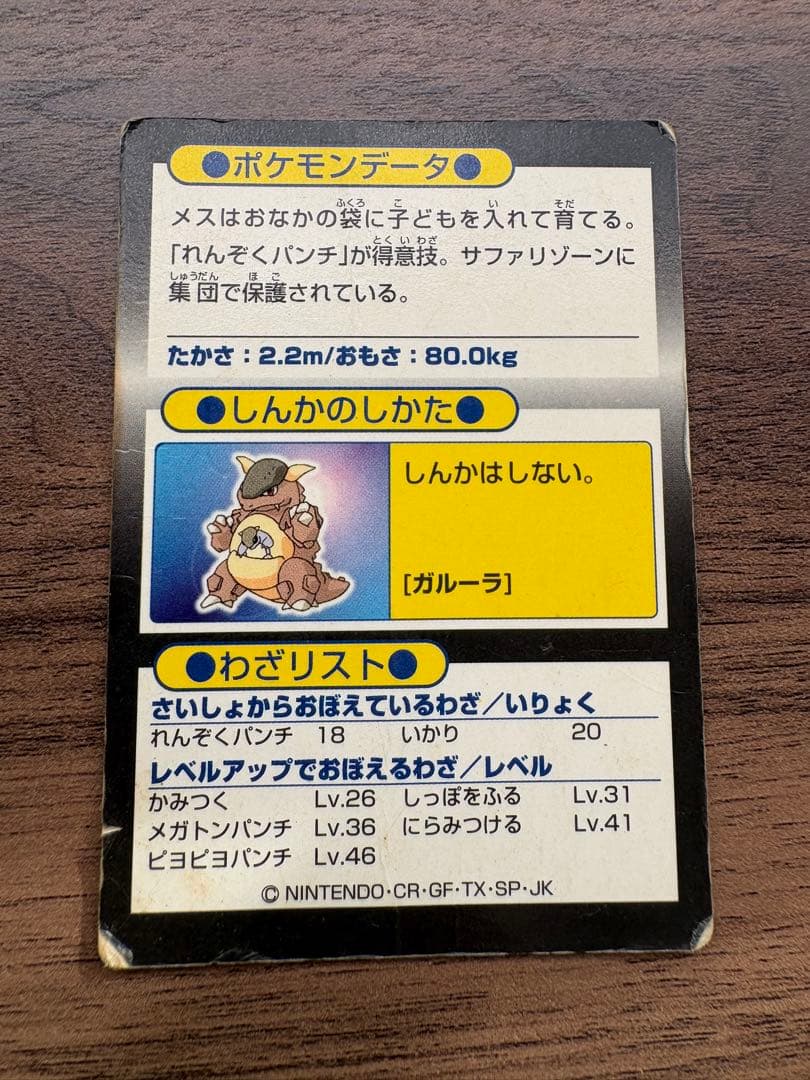 ●ポケモンデータ●
メスはおなかの袋に子どもを入れて育てる。
「れんぞくパンチ」が得意技。サファリゾーンに
集団で保護されている。
たかさ：2.2m/おもさ：80.0kg
●しんかのしかた●
しんかはしない。
[ガルーラ]
●わざリスト●
さいしょからおぼえているわざ／いりょく
れんぞくパンチ 18 いかり 20
レベルアップでおぼえるわざ／レベル
かみつく Lv.26 しっぽをふる Lv.31
メガトンパンチ Lv.36 にらみつける Lv.41
ピヨピヨパンチ Lv.46
© NINTENDO・CR・GF・TX・SP・JK